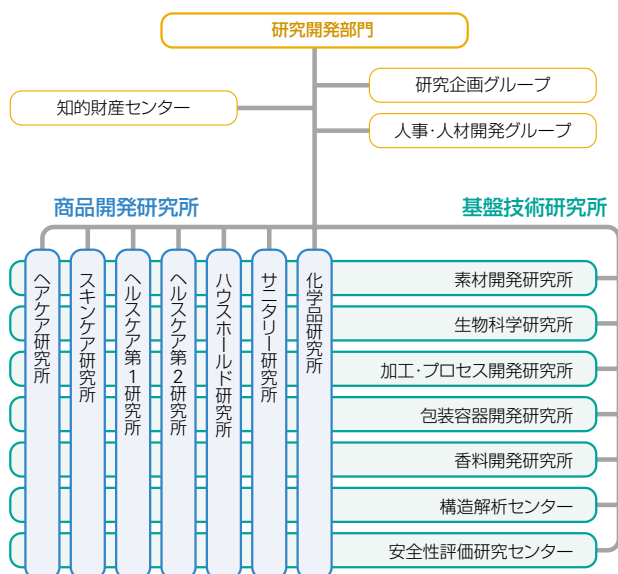 研究開発部門
研究企画グループ
知的財産センター
人事・人材開発グループ
商品開発研究所
基盤技術研究所
ヘアケア研究所
スキンケア研究所
ヘルスケア第1研究所
ヘルスケア第2研究所
ハウスホールド研究所
サニタリー研究所
化学品研究所
素材開発研究所
生物科学研究所
加工・プロセス開発研究所
包装容器開発研究所
香料開発研究所
構造解析センター
安全性評価研究センター